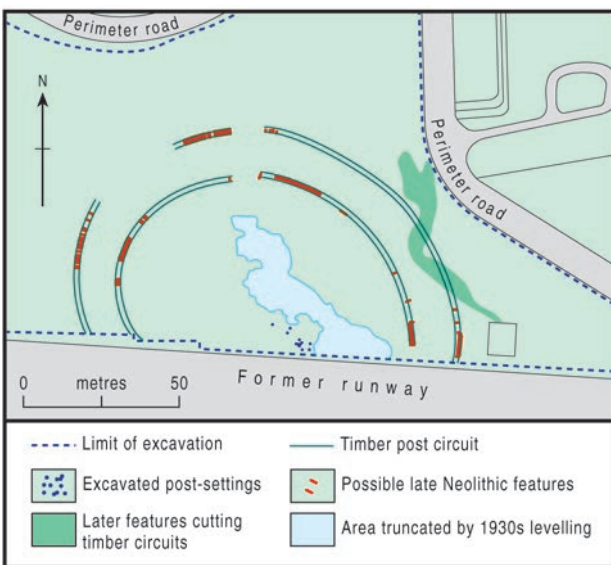 Perimeter road
N
Perimeter road
0 metres 50
Former runway
Limit of excavation
Timber post circuit
Excavated post-settings
Possible late Neolithic features
Later features cutting
timber circuits
Area truncated by 1930s levelling